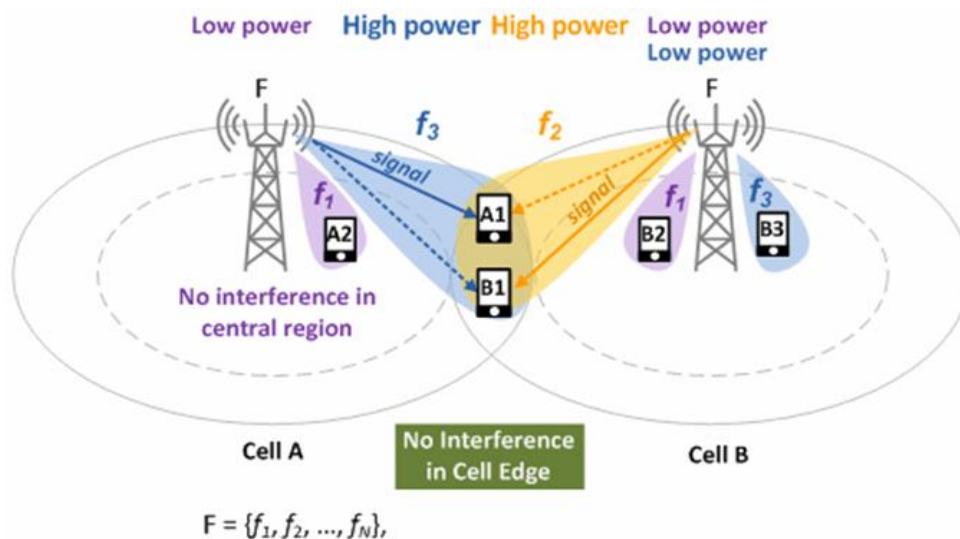 Low power
High power
High power
Low power
Low power
F
F
f3
f2
signal
signal
f1
f1
f3
A1
A2
B2
B3
B1
No interference in
central region
Cell A
No Interference
in Cell Edge
Cell B
F = {f1, f2, ..., fN},